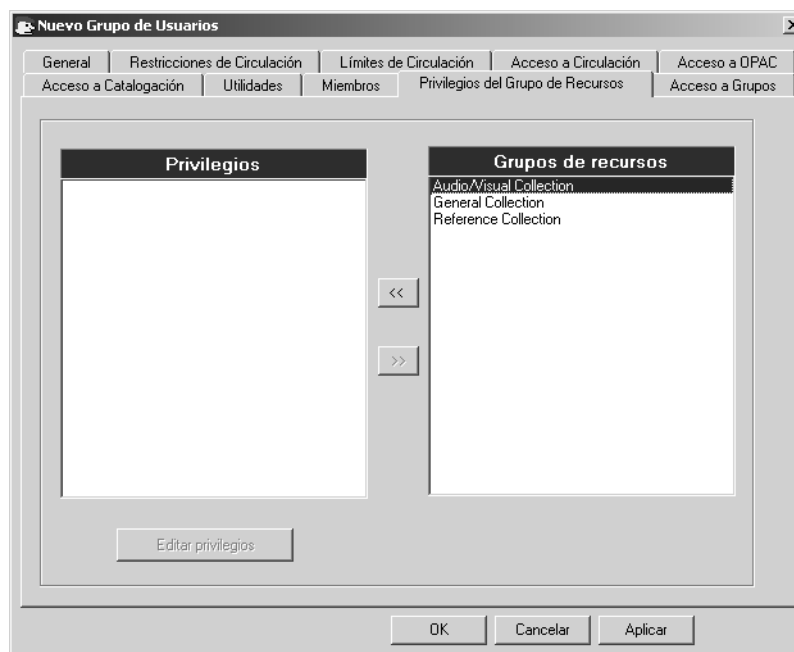 Nuevo Grupo de Usuarios
General Restricciones de Circulación Límites de Circulación Acceso a Circulación Acceso a OPAC
Acceso a Catalogación Utilidades Miembros Privilegios del Grupo de Recursos Acceso a Grupos
Privilegios
Grupos de recursos
Audio/Visual Collection
General Collection
Reference Collection
<<
>>
Editar privilegios
OK Cancelar Aplicar